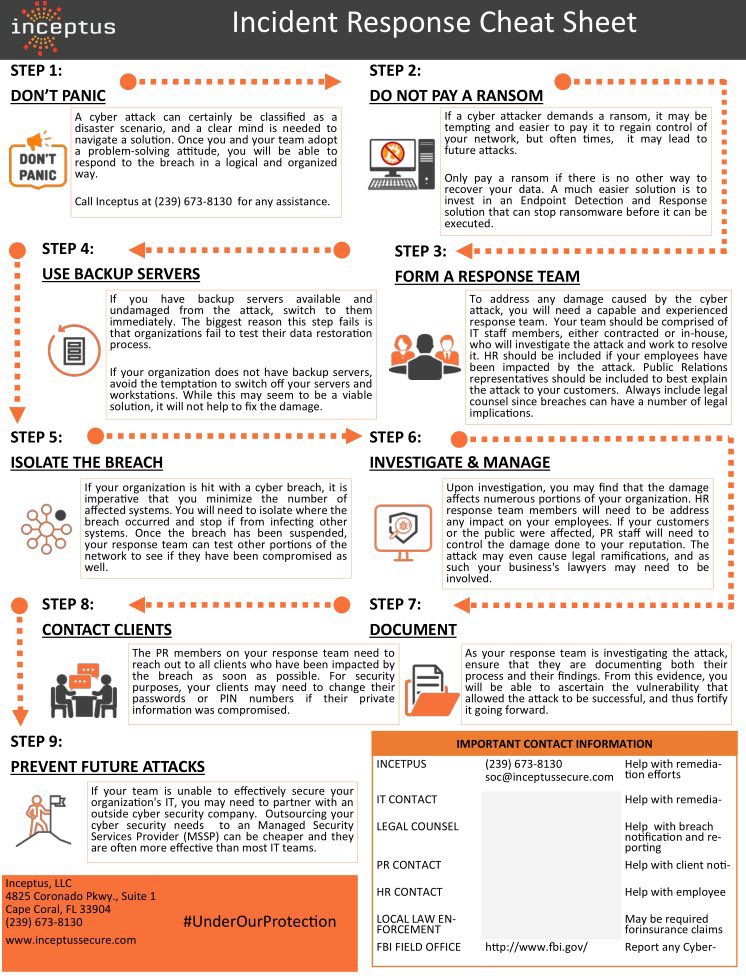 inceptus
Incident Response Cheat Sheet
STEP 1:
DON'T PANIC
DON'T
PANIC
A cyber attack can certainly be classified as a
disaster scenario, and a clear mind is needed to
navigate a solution. Once you and your team adopt
a problem-solving attitude, you will be able to
respond to the breach in a logical and organized
way.
Call Inceptus at (239) 673-8130 for any assistance.
STEP 2:
DO NOT PAY A RANSOM
If a cyber attacker demands a ransom, it may be
tempting and easier to pay it to regain control of
your network, but often times, it may lead to
future attacks.
Only pay a ransom if there is no other way to
recover your data. A much easier solution is to
invest in an Endpoint Detection and Response
solution that can stop ransomware before it can be
executed.
STEP 3:
FORM A RESPONSE TEAM
To address any damage caused by the cyber
attack, you will need a capable and experienced
response team. Your team should be comprised of
IT staff members, either contracted or in-house,
who will investigate the attack and work to resolve
it. HR should be included if your employees have
been impacted by the attack. Public Relations
representatives should be included to best explain
the attack to your customers. Always include legal
counsel since breaches can have a number of legal
implications.
STEP 4:
USE BACKUP SERVERS
If you have backup servers available and
undamaged from the attack, switch to them
immediately. The biggest reason this step fails is
that organizations fail to test their data restoration
process.
If your organization does not have backup servers,
avoid the temptation to switch off your servers and
workstations. While this may seem to be a viable
solution, it will not help to fix the damage.
STEP 5:
ISOLATE THE BREACH
If your organization is hit with a cyber breach, it is
imperative that you minimize the number of
affected systems. You will need to isolate where the
breach occurred and stop if from infecting other
systems. Once the breach has been suspended,
your response team can test other portions of the
network to see if they have been compromised as
well.
STEP 6:
INVESTIGATE & MANAGE
Upon investigation, you may find that the damage
affects numerous portions of your organization. HR
response team members will need to be address
any impact on your employees. If your customers
or the public were affected, PR staff will need to
control the damage done to your reputation. The
attack may even cause legal ramifications, and as
such your business's lawyers may need to be
involved.
STEP 7:
DOCUMENT
As your response team is investigating the attack,
ensure that they are documenting both their
process and their findings. From this evidence, you
will be able to ascertain the vulnerability that
allowed the attack to be successful, and thus fortify
it going forward.
STEP 8:
CONTACT CLIENTS
The PR members on your response team need to
reach out to all clients who have been impacted by
the breach as soon as possible. For security
purposes, your clients may need to change their
passwords or PIN numbers if their private
information was compromised.
STEP 9:
PREVENT FUTURE ATTACKS
If your team is unable to effectively secure your
organization's IT, you may need to partner with an
outside cyber security company. Outsourcing your
cyber security needs to an Managed Security
Services Provider (MSSP) can be cheaper and they
are often more effective than most IT teams.
IMPORTANT CONTACT INFORMATION
INCETPUS (239) 673-8130 Help with remedia-
soc@inceptussecure.com tion efforts
IT CONTACT Help with remedia-
LEGAL COUNSEL Help with breach
notification and re-
porting
PR CONTACT Help with client noti-
HR CONTACT Help with employee
LOCAL LAW EN- May be required
FORCEMENT forinsurance claims
FBI FIELD OFFICE http://www.fbi.gov/ Report any Cyber-
Inceptus, LLC
4825 Coronado Pkwy., Suite 1
Cape Coral, FL 33904
(239) 673-8130
www.inceptussecure.com
#UnderOurProtection